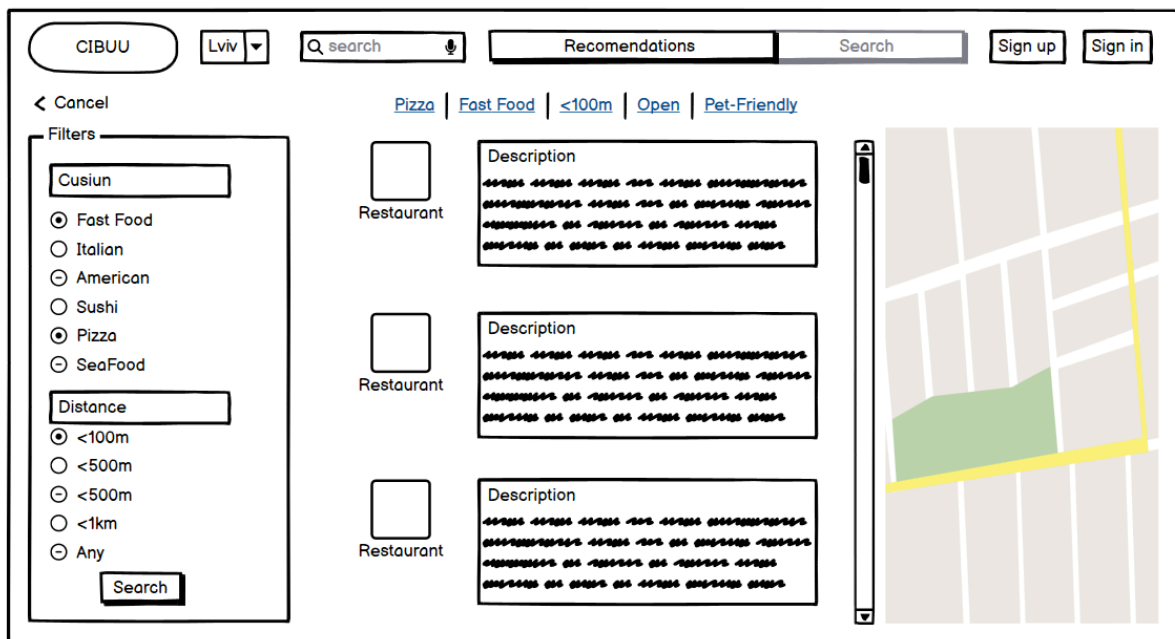 CIBUU
Lviv
search
Recomendations
Search
Sign up
Sign in
Cancel
Pizza
Fast Food
<100m
Open
Pet-Friendly
Filters
Cusiun
Fast Food
Italian
American
Sushi
Pizza
SeaFood
Distance
<100m
<500m
<500m
<1km
Any
Search
Restaurant
Description
Restaurant
Description
Restaurant
Description